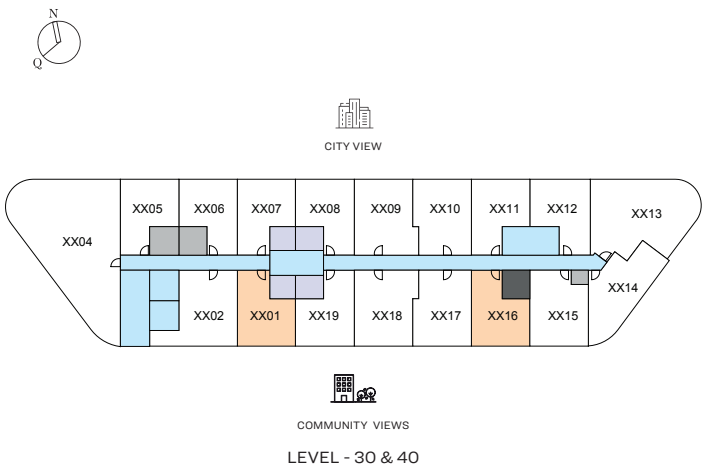 N
Q
CITY VIEW
XX05 XX06 XX07 XX08 XX09 XX10 XX11 XX12
XX13
XX04
XX14
XX02 XX01 XX19 XX18 XX17 XX16 XX15
COMMUNITY VIEWS
LEVEL - 30 & 40